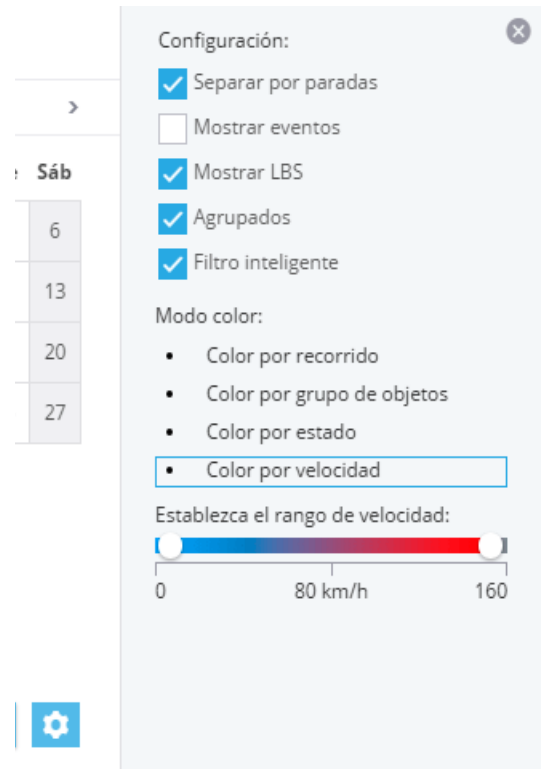 Configuración:
Separar por paradas
Mostrar eventos
Sáb
Mostrar LBS
6
Agrupados
Filtro inteligente
13
Modo color:
20
• Color por recorrido
• Color por grupo de objetos
27
• Color por estado
• Color por velocidad
Establezca el rango de velocidad:
0 80 km/h 160